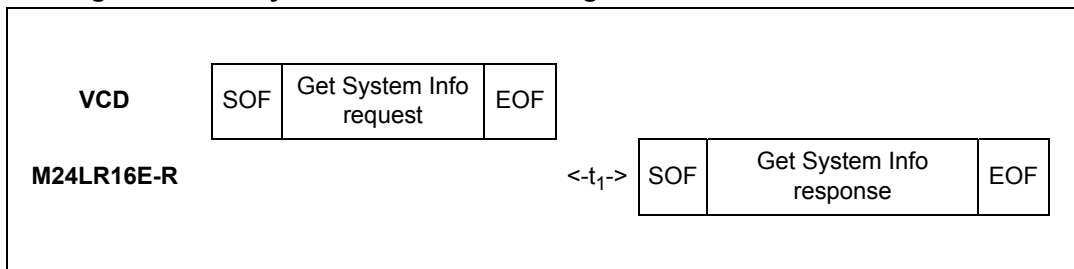 VCD SOF Get System Info request EOF
M24LR16E-R <-t1-> SOF Get System Info response EOF